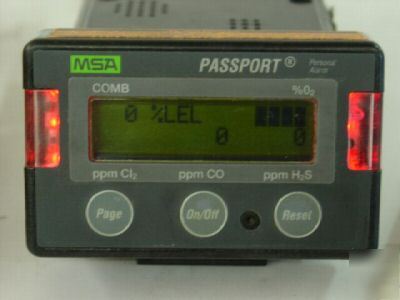 MSA PASSPORT® Personal Alarm
COMB %O₂
0 %LEL
0 0
ppm Cl₂ ppm CO ppm H₂S
Page On/Off Reset